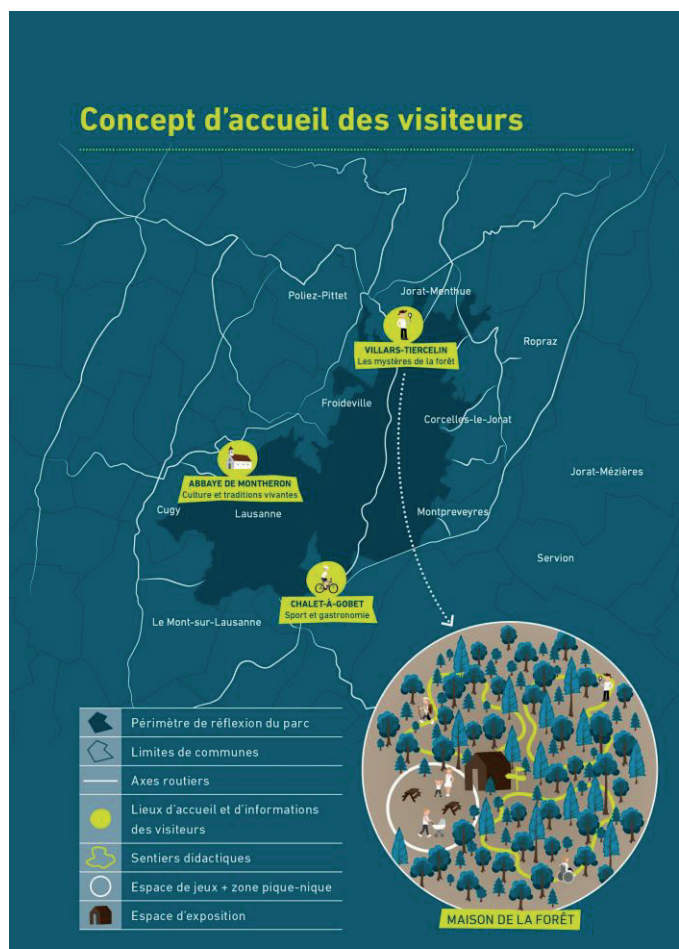 Concept d'accueil des visiteurs
Poliez-Pittet
Jorat-Menthue
VILLARS-TIERCELIN
Les mystères de la forêt
Ropraz
Froideville
Corcelles-le-Jorat
ABBAYE DE MONTHERON
Culture et traditions vivantes
Jorat-Mézières
Cugy
Lausanne
Montpreveyres
Servion
CHALET-À-GOBET
Sport et gastronomie
Le Mont-sur-Lausanne
Périmètre de réflexion du parc
Limites de communes
Axes routiers
Lieux d'accueil et d'informations
des visiteurs
Sentiers didactiques
Espace de jeux + zone pique-nique
Espace d'exposition
MAISON DE LA FORÊT